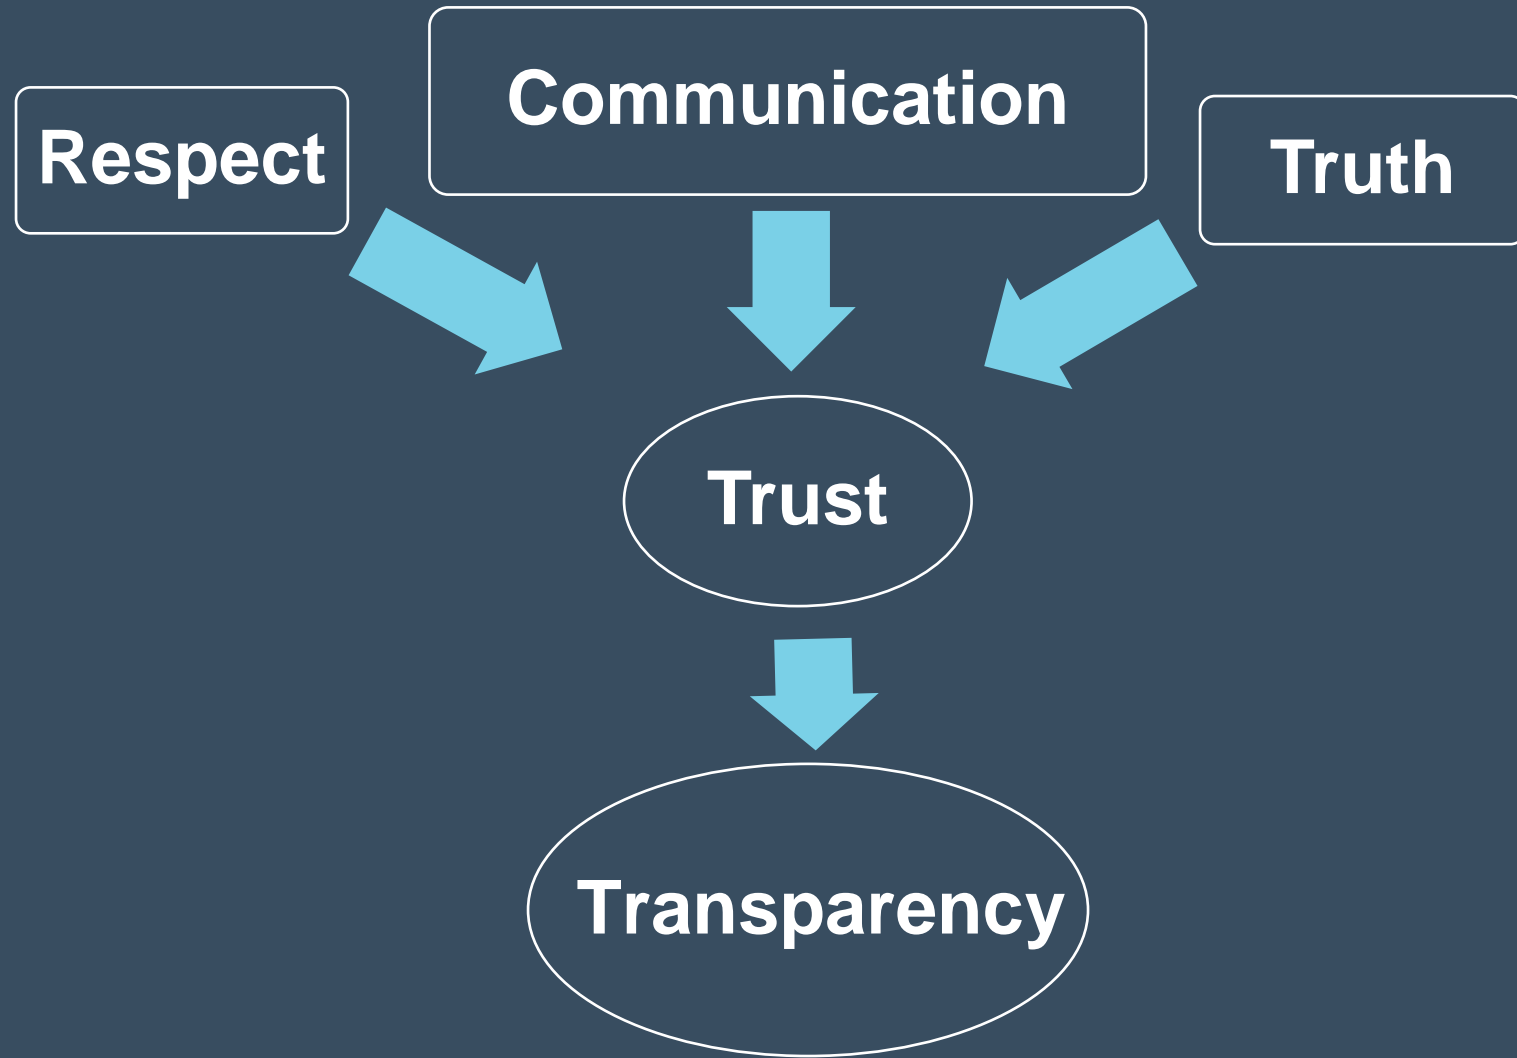 Respect
Communication
Truth
Trust
Transparency